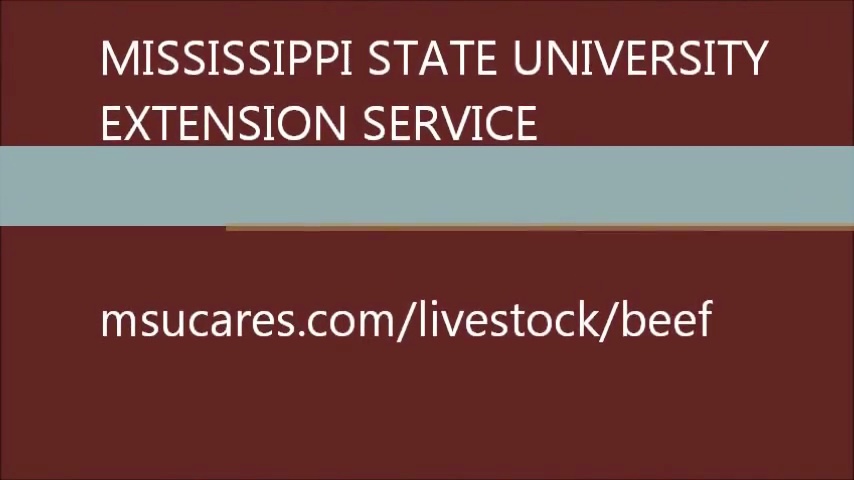 MISSISSIPPI STATE UNIVERSITY
EXTENSION SERVICE
msucares.com/livestock/beef